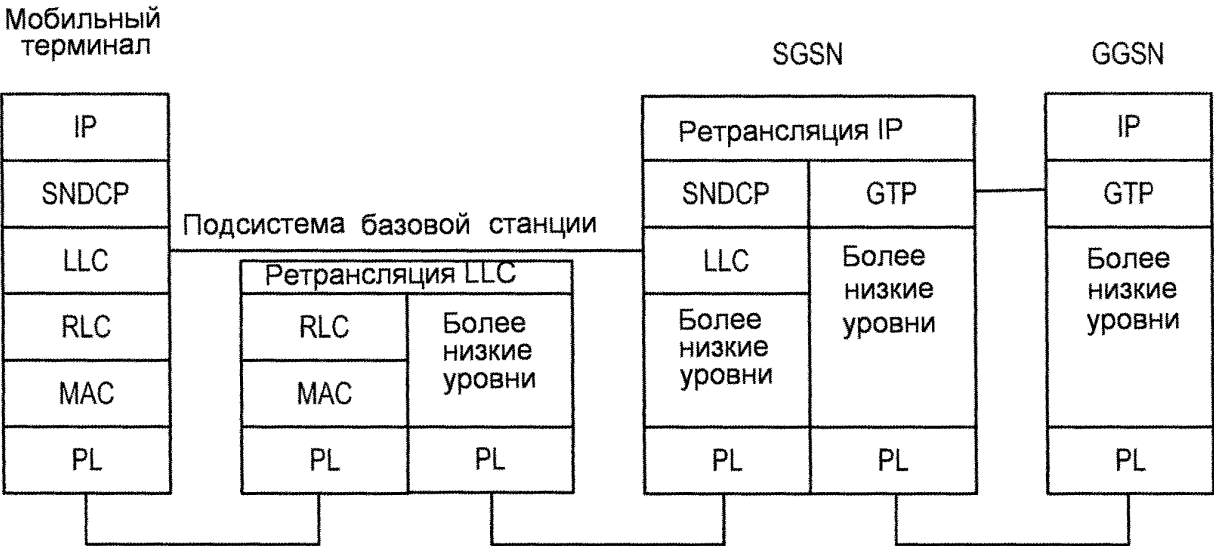 Мобильный
терминал
SGSN
GGSN
IP
SNDCP
LLC
RLC
MAC
PL
Подсистема базовой станции
Ретрансляция LLC
RLC
MAC
PL
Более
низкие
уровни
PL
Ретрансляция IP
SNDCP
LLC
Более
низкие
уровни
PL
GTP
Более
низкие
уровни
PL
IP
GTP
Более
низкие
уровни
PL